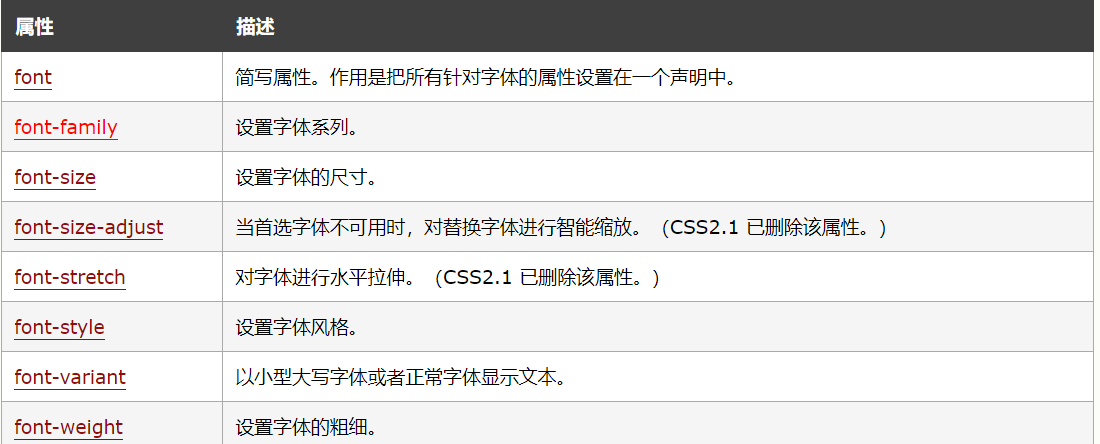 属性 描述
font 简写属性。作用是把所有针对字体的属性设置在一个声明中。
font-family 设置字体系列。
font-size 设置字体的尺寸。
font-size-adjust 当首选字体不可用时，对替换字体进行智能缩放。（CSS2.1 已删除该属性。）
font-stretch 对字体进行水平拉伸。（CSS2.1 已删除该属性。）
font-style 设置字体风格。
font-variant 以小型大写字体或者正常字体显示文本。
font-weight 设置字体的粗细。